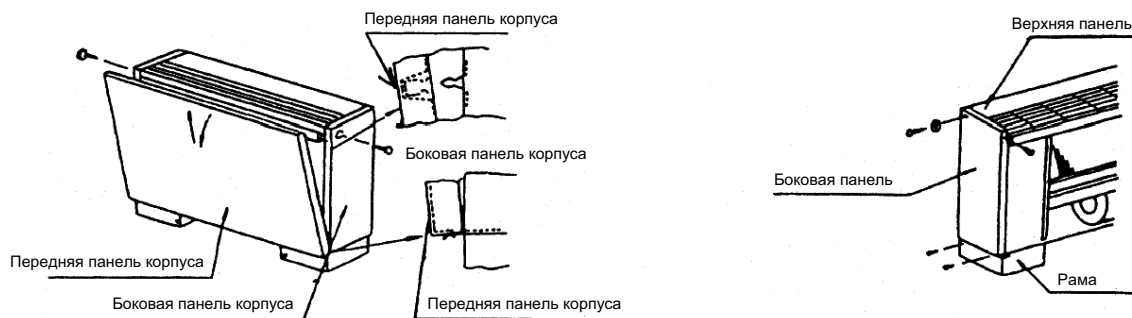 Передняя панель корпуса
Боковая панель корпуса
Передняя панель корпуса
Боковая панель корпуса
Передняя панель корпуса
Верхняя панель
Боковая панель
Рама